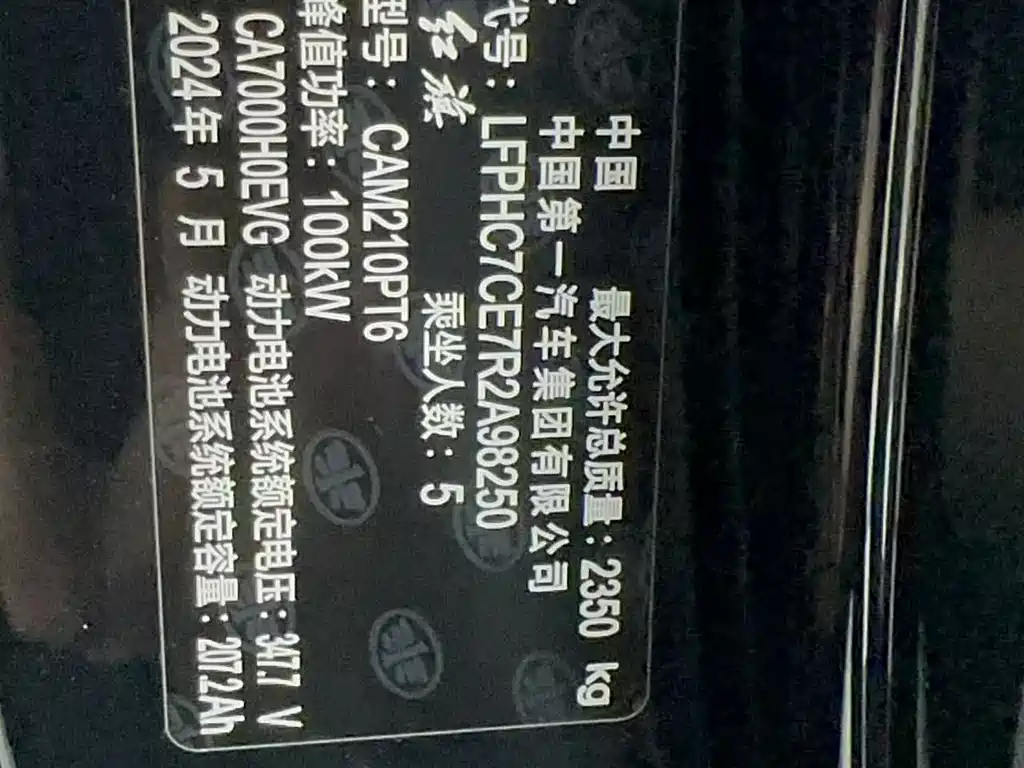 中国 最大允许总质量：2350 kg
中国第一汽车集团有限公司
代号：LFPHC7CE7R2A98250
红旗 乘坐人数：5
型号：CAM210PT6
峰值功率：100kW
CA7000H0EVG 动力电池系统额定电压：347.7 V
2024年 5 月 动力电池系统额定容量：207.2Ah